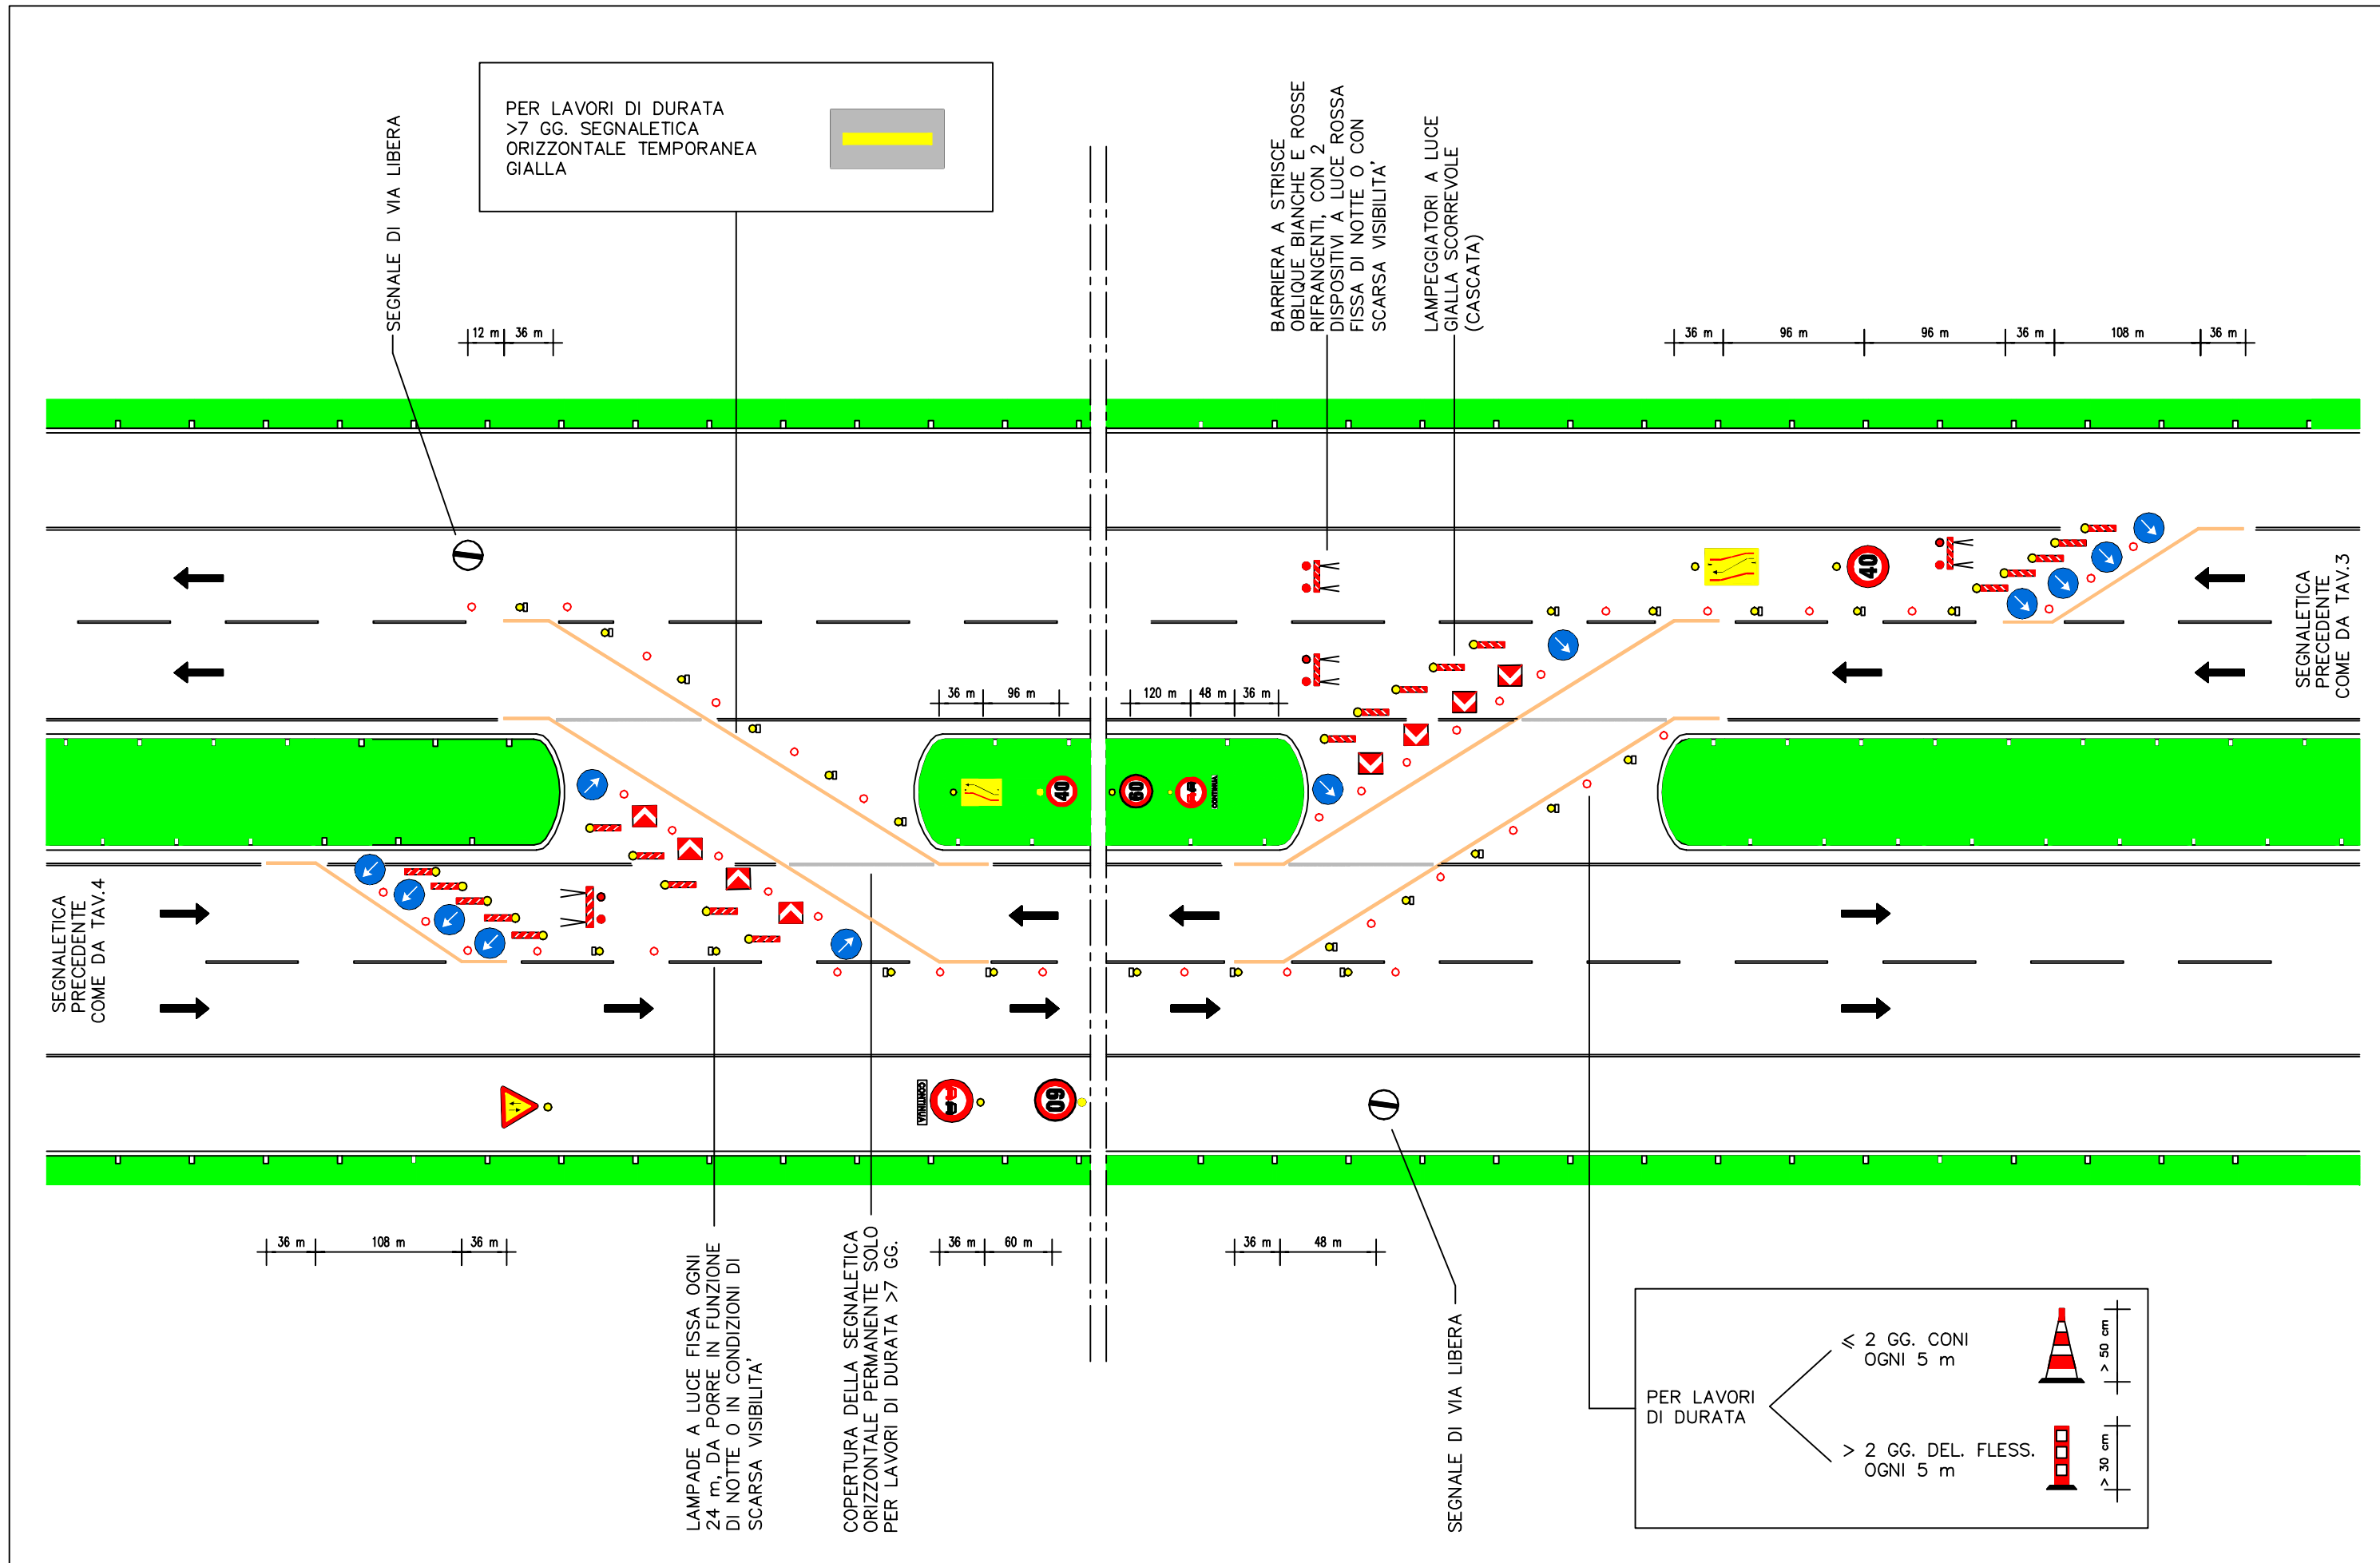 PER LAVORI DI DURATA
>7 GG. SEGNALETICA
ORIZZONTALE TEMPORANEA
GIALLA
SEGNALE DI VIA LIBERA
BARRIERA A STRISCE
OBLIQUE BIANCHE E ROSSE
RIFRANGENTI, CON 2
DISPOSITIVI A LUCE ROSSA
FISSA DI NOTTE O CON
SCARSA VISIBILITA'
LAMPEGGIATORI A LUCE
GIALLA SCORREVOLE
(CASCATA)
12 m 36 m
36 m 96 m 96 m 36 m 108 m 36 m
40
SEGNALETICA
PRECEDENTE
COME DA TAV.3
36 m 96 m
120 m 48 m 36 m
40
60
CONTINUA
SEGNALETICA
PRECEDENTE
COME DA TAV.4
CONTINUA
60
36 m 108 m 36 m
36 m 60 m
36 m 48 m
LAMPADE A LUCE FISSA OGNI
24 m, DA PORRE IN FUNZIONE
DI NOTTE O IN CONDIZIONI DI
SCARSA VISIBILITA'
COPERTURA DELLA SEGNALETICA
ORIZZONTALE PERMANENTE SOLO
PER LAVORI DI DURATA >7 GG.
SEGNALE DI VIA LIBERA
PER LAVORI
DI DURATA
⩽ 2 GG. CONI
OGNI 5 m
> 50 cm
> 2 GG. DEL. FLESS.
OGNI 5 m
> 30 cm